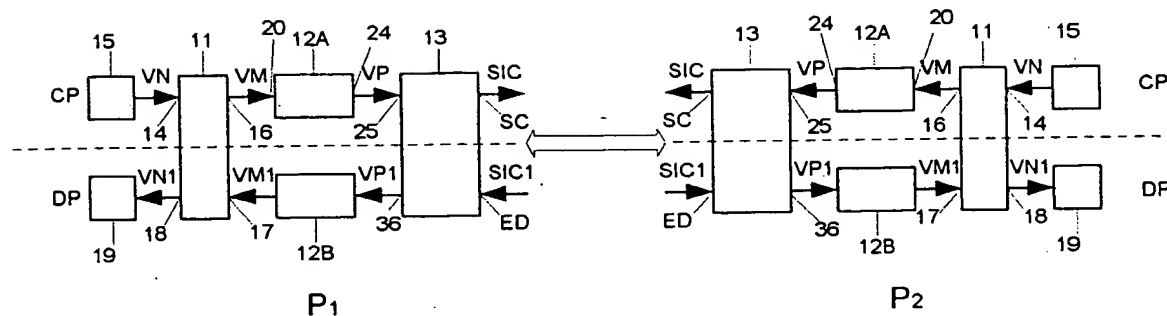 15 11 20 12A 24 13
VN VM VP SIC
CP
14 16 25 SC
VN1 VM1 VP1 SIC1
DP
18 17 36 ED
19 12B
P1
13 24 12A 20 11 15
SIC VP VM VN
CP
SC 25 16 14
SIC1 VP1 VM1 VN1
DP
ED 36 17 18
12B 19
P2